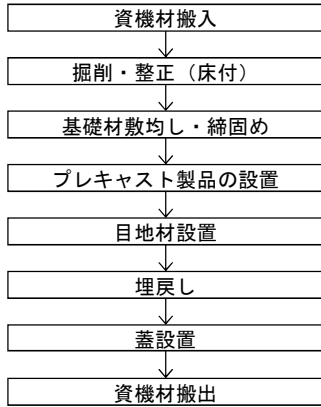 資機材搬入
掘削・整正（床付）
基礎材敷均し・締固め
プレキャスト製品の設置
目地材設置
埋戻し
蓋設置
資機材搬出